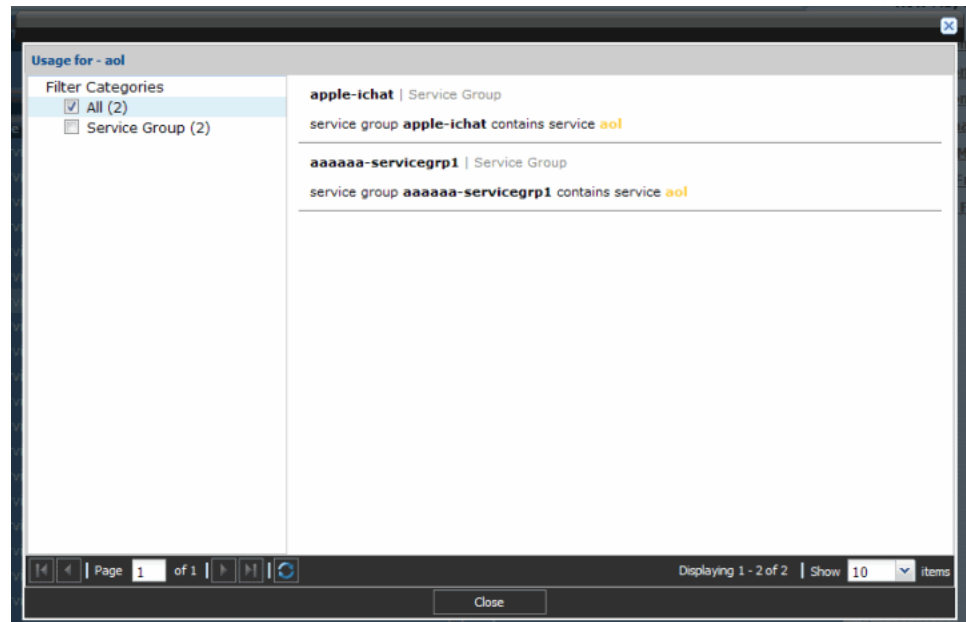 Usage for - aol
Filter Categories
All (2)
Service Group (2)
apple-ichat | Service Group
service group apple-ichat contains service aol
aaaaaa-servicegrp1 | Service Group
service group aaaaaa-servicegrp1 contains service aol
Page 1 of 1
Displaying 1 - 2 of 2 | Show 10 items
Close